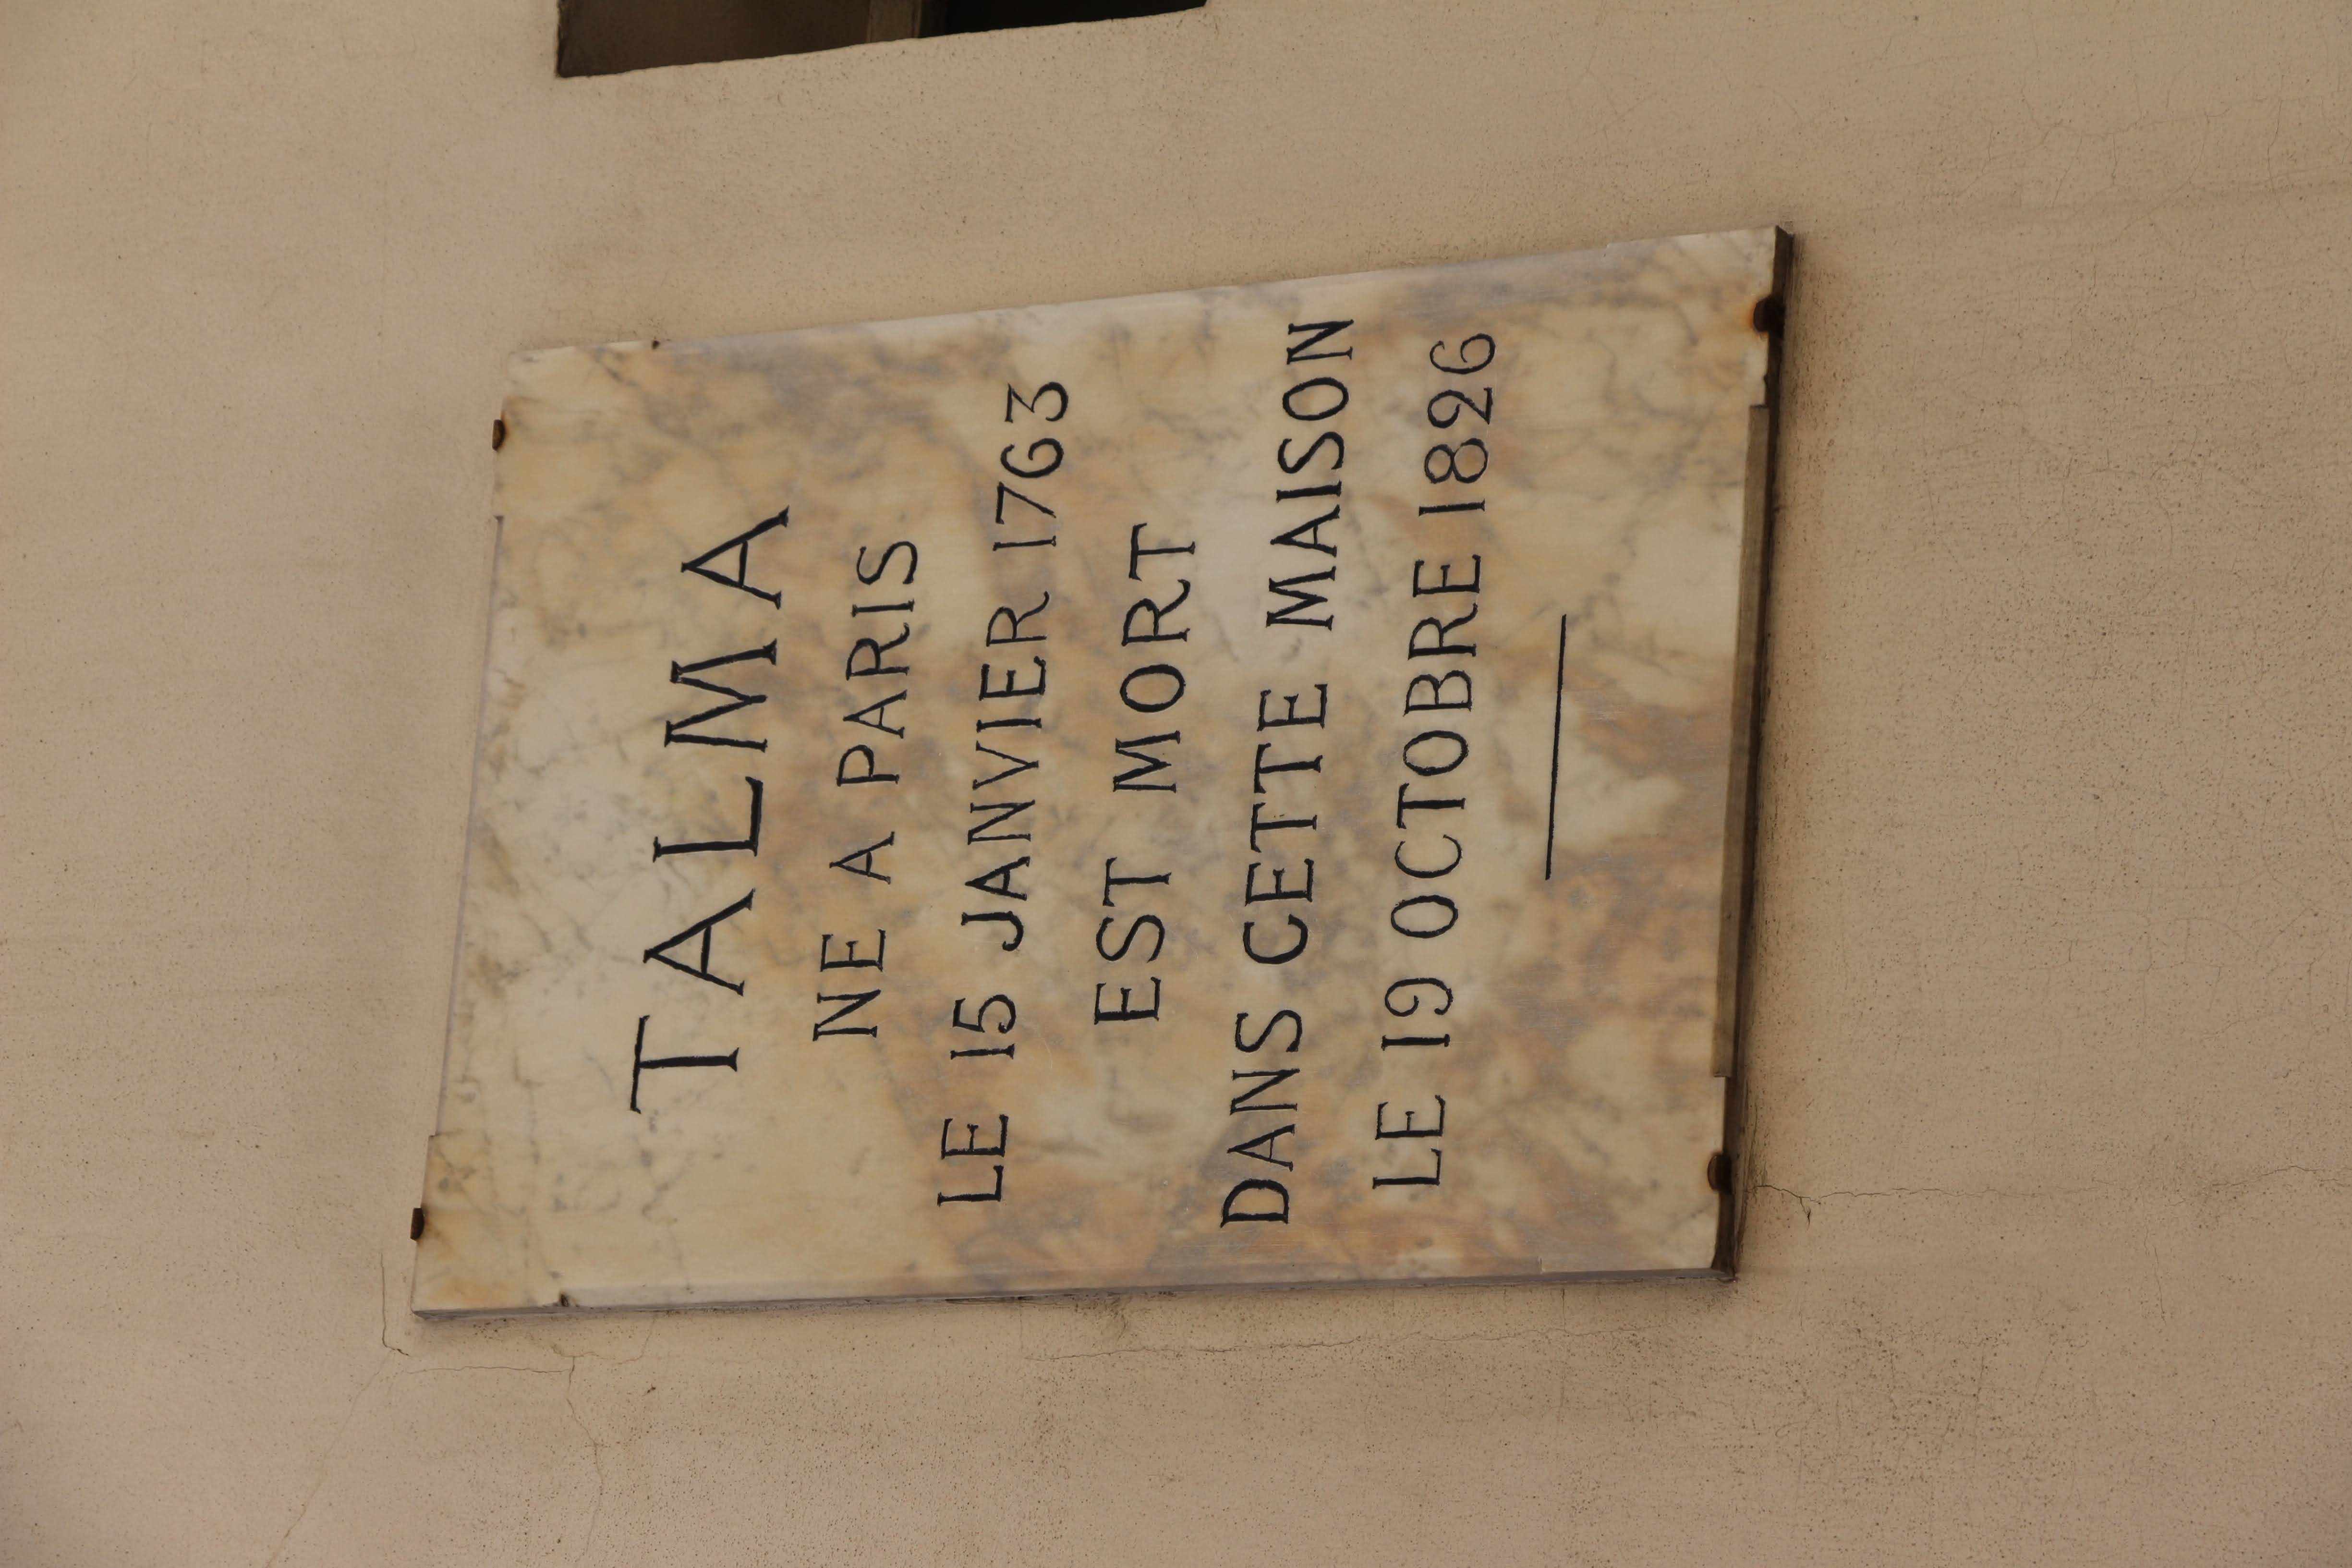 TALMA
NE A PARIS
LE 15 JANVIER 1763
EST MORT
DANS CETTE MAISON
LE 19 OCTOBRE 1826